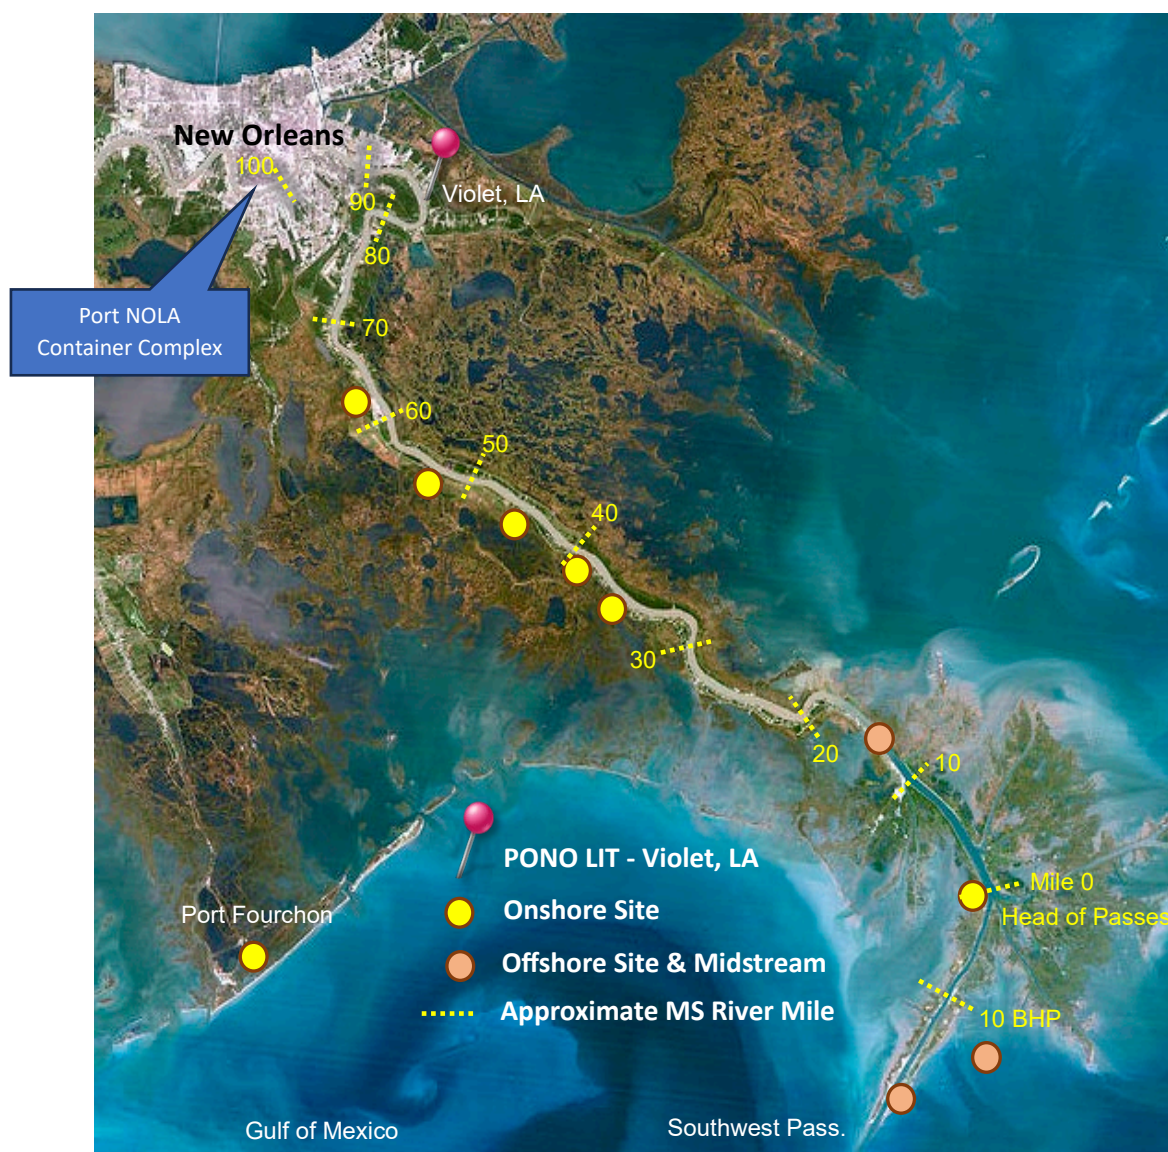 New Orleans
100
Violet, LA
90
80
Port NOLA
Container Complex
70
60
50
40
30
20
10
PONO LIT - Violet, LA
Mile 0
Port Fourchon
Onshore Site
Head of Passes
Offshore Site & Midstream
Approximate MS River Mile
10 BHP
Gulf of Mexico
Southwest Pass.